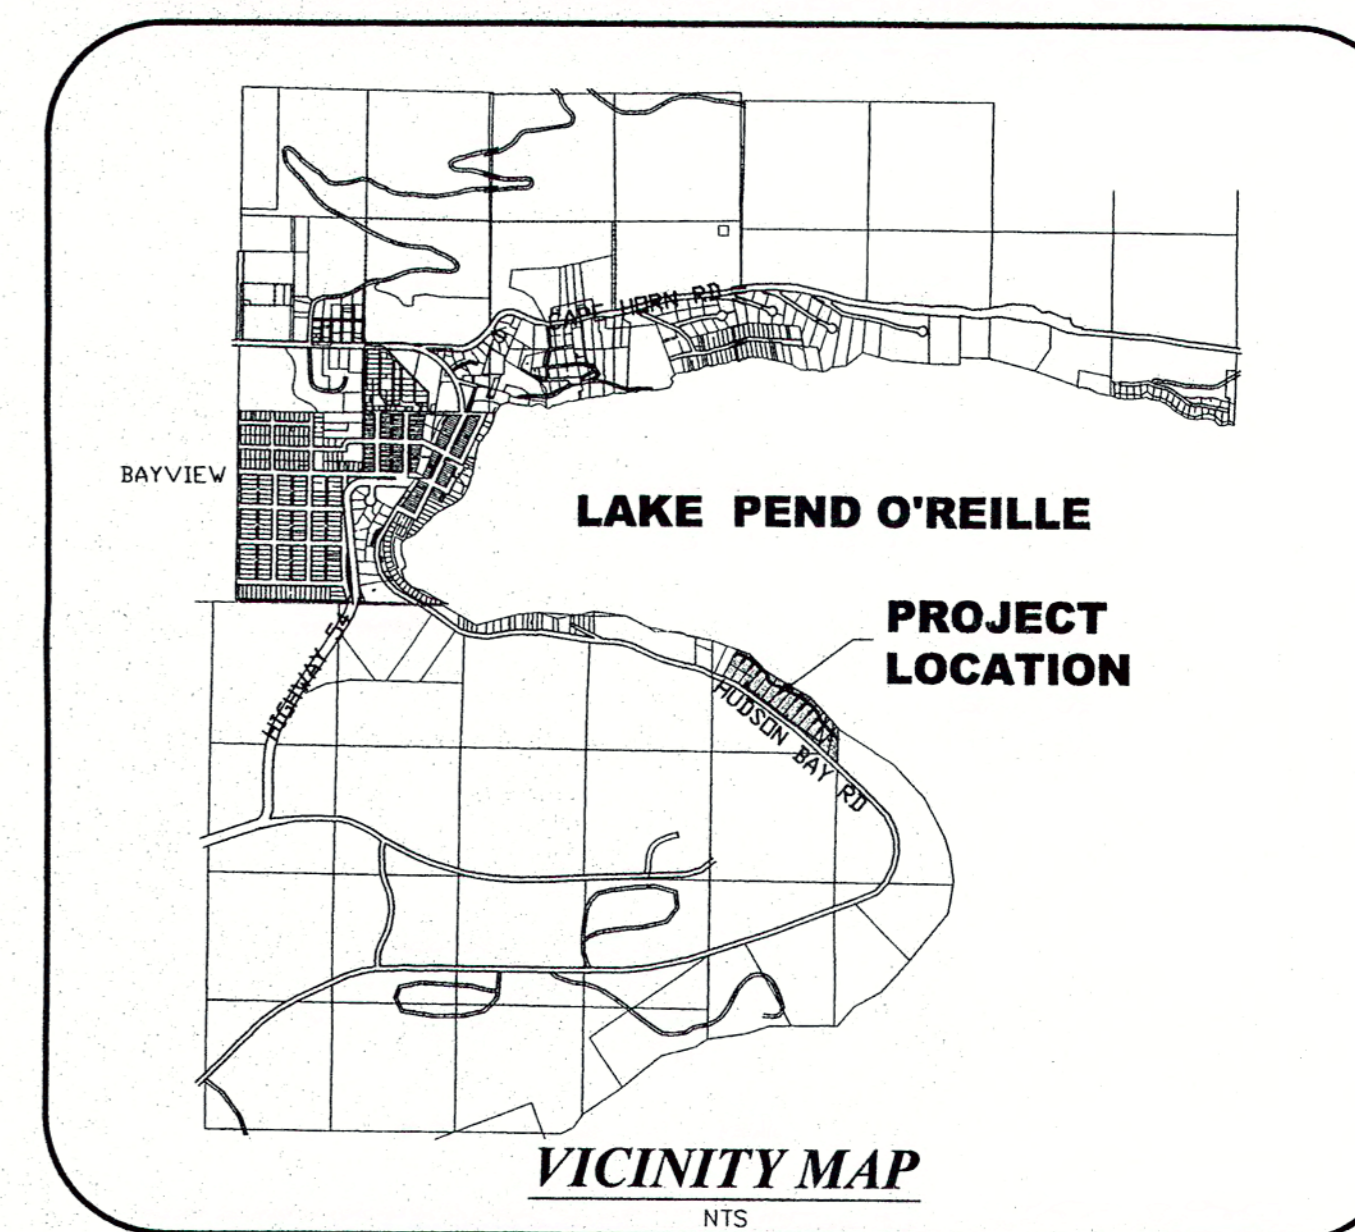 CAPE HORN RD
BAYVIEW
LAKE PEND O'REILLE
PROJECT
LOCATION
HIGHWAY 54
HUDSON BAY RD
VICINITY MAP
NTS